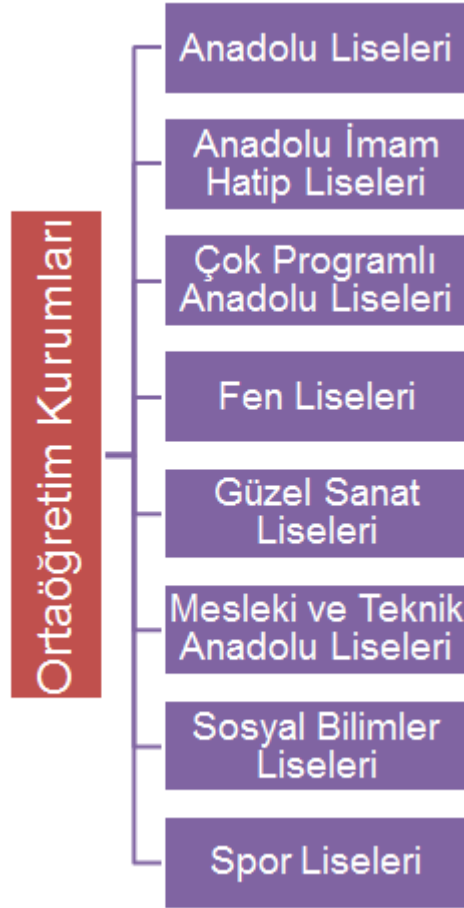 Ortaöğretim Kurumları
Anadolu Liseleri
Anadolu İmam
Hatip Liseleri
Çok Programlı
Anadolu Liseleri
Fen Liseleri
Güzel Sanat
Liseleri
Mesleki ve Teknik
Anadolu Liseleri
Sosyal Bilimler
Liseleri
Spor Liseleri